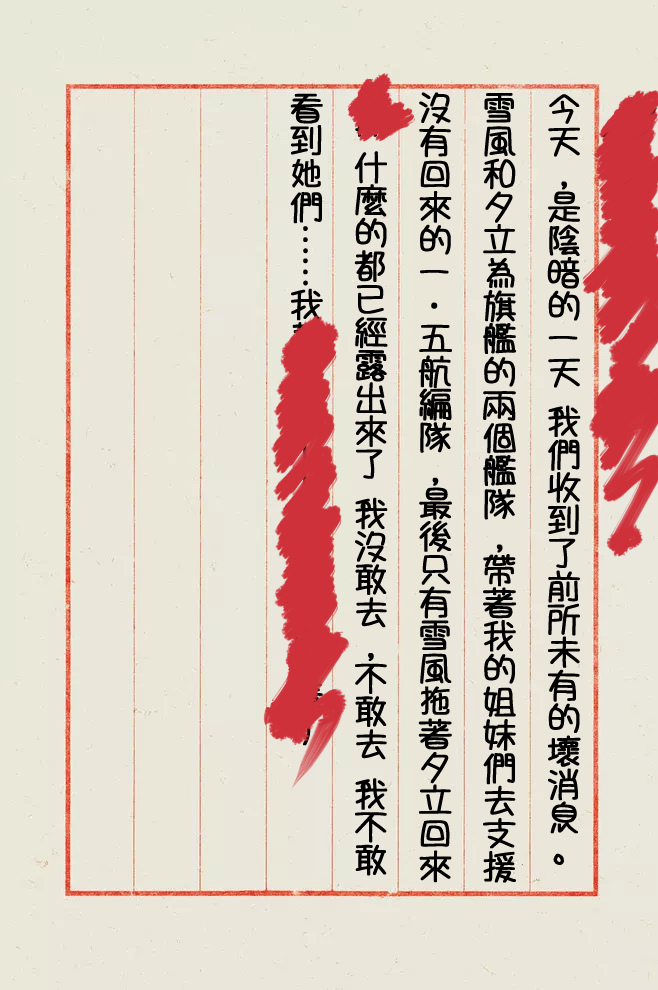 今天，是陰暗的一天 我們收到了前所未有的壞消息。
雪風和夕立為旗艦的兩個艦隊，帶著我的姐妹們去支援
沒有回來的一·五航編隊，最後只有雪風拖著夕立回來
什麼的都已經露出來了 我沒敢去，不敢去 我不敢
看到她們……我